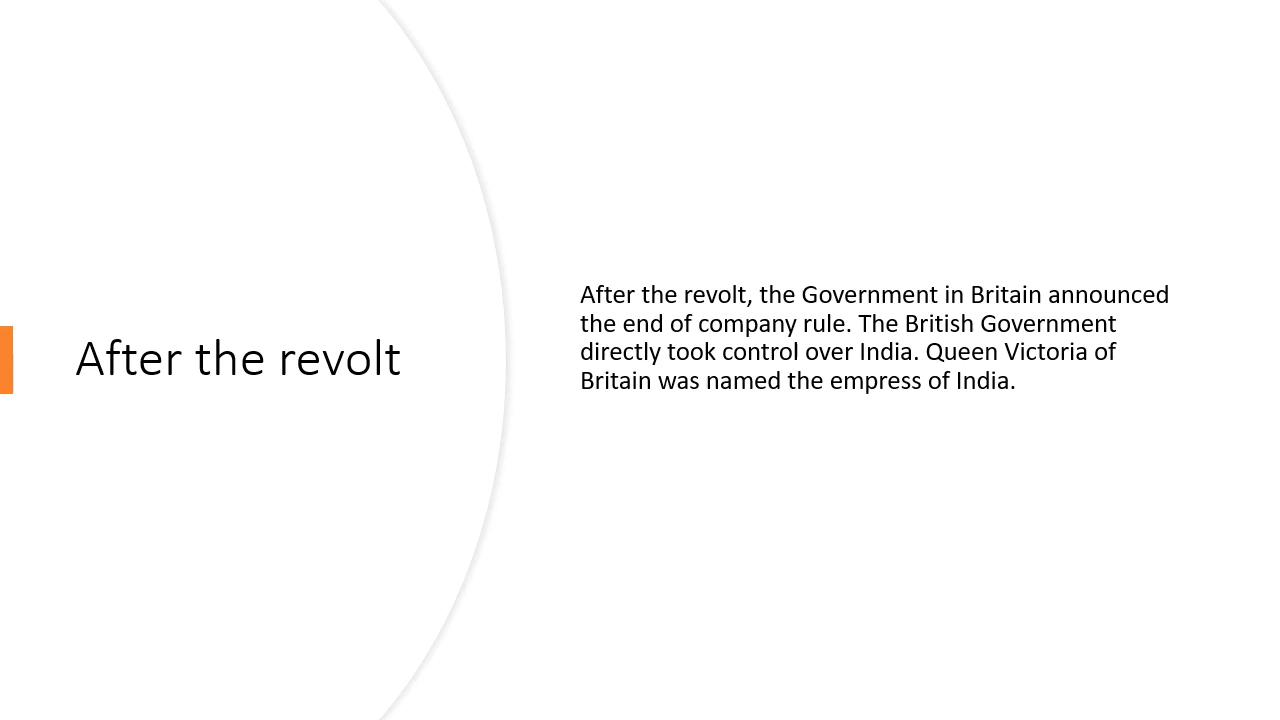 After the revolt
After the revolt, the Government in Britain announced
the end of company rule. The British Government
directly took control over India. Queen Victoria of
Britain was named the empress of India.